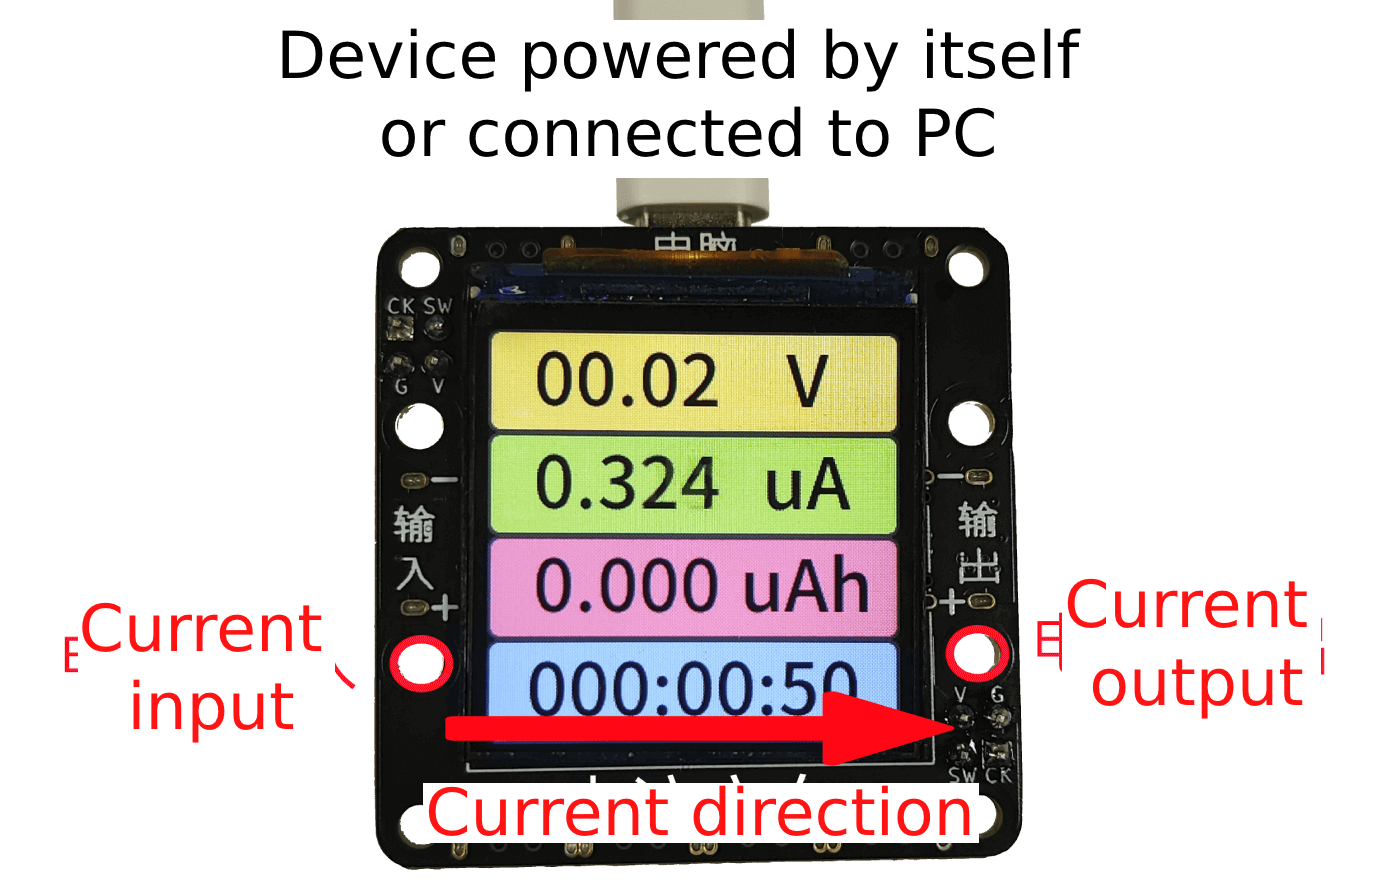 Device powered by itself
or connected to PC
电脑
CK SW
G V
00.02 V
0.324 uA
0.000 uAh
000:00:50
−
输
入
+
−
输
出
+
Current
input
Current
output
V G
SW CK
Current direction